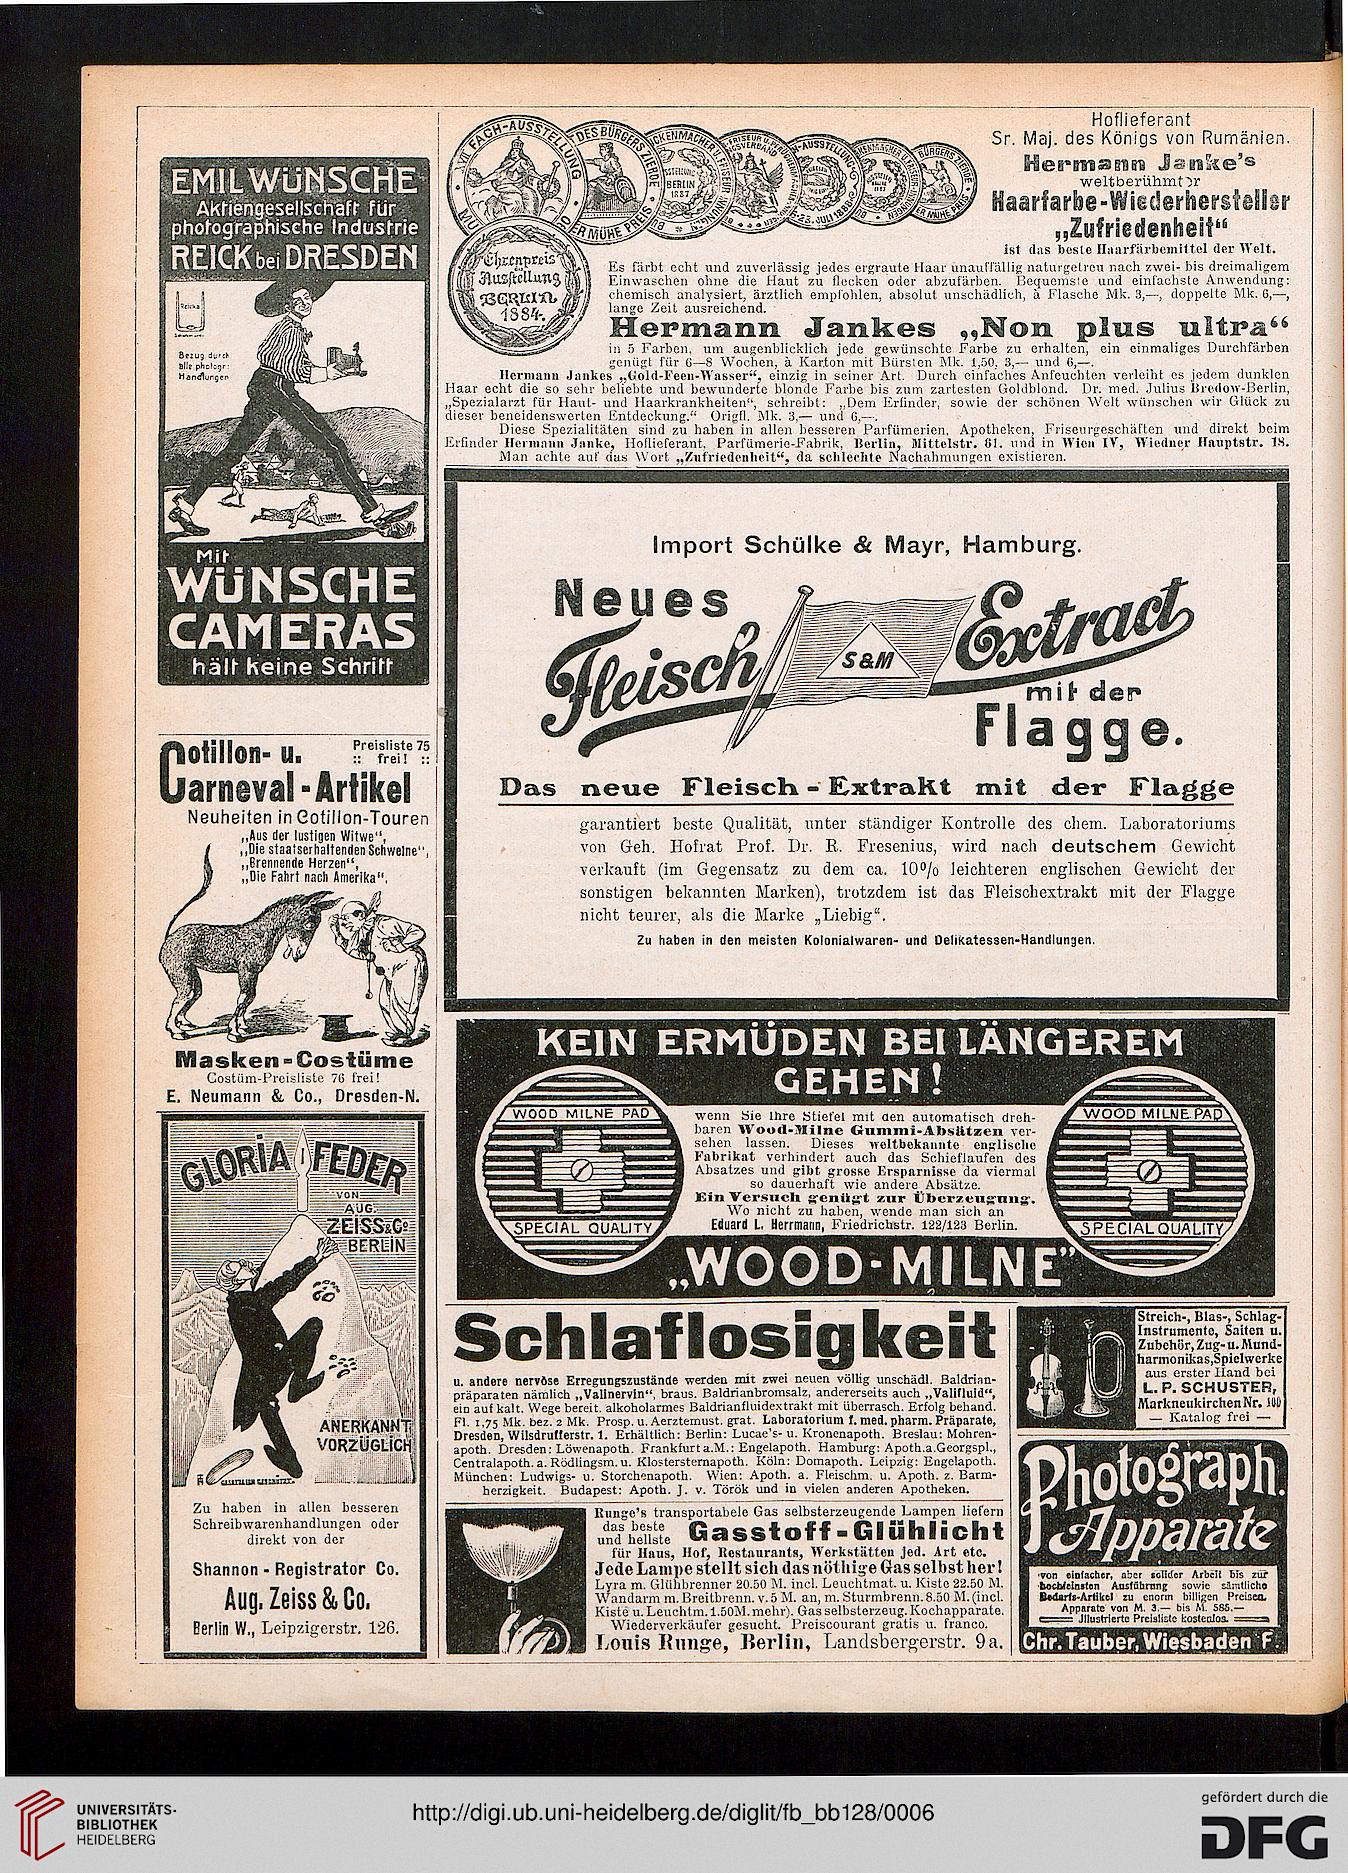 EMIL WÜNSCHE
Aktiengesellschaft für
photographische Industrie
REICK bei DRESDEN
Reicka
Bezug durch
alle photogr:
Handlungen
Mit
WÜNSCHE
CAMERAS
hält keine Schritt
Cotillon- u.
Carneval-Artikel
Preisliste 75
:: frei! ::
Neuheiten in Cotillon-Touren
„Aus der lustigen Witwe“,
„Die staatserhaltenden Schweine“,
„Brennende Herzen“,
„Die Fahrt nach Amerika“,
Masken-Costüme
Costüm-Preisliste 76 frei!
E. Neumann & Co., Dresden-N.
GLORIA FEDER
VON
AUG.
ZEISS & Co
BERLIN
ANERKANNT
VORZÜGLICH
Zu haben in allen besseren
Schreibwarenhandlungen oder
direkt von der
Shannon-Registrator Co.
Aug. Zeiss & Co.
Berlin W., Leipzigerstr. 126.
VII FACH-AUSSTELLUNG
DES BÜRGERS ZIERDE
BERLIN
1887
Ehrenpreis
Ausstellung
BERLIN
1884.
Hoflieferant
Sr. Maj. des Königs von Rumänien.
Hermann Janke's
weltberühmter
Haarfarbe-Wiederhersteller
„Zufriedenheit“
ist das beste Haarfärbemittel der Welt.
Es färbt echt und zuverlässig jedes ergraute Haar unauffällig naturgetreu nach zwei- bis dreimaligem
Einwaschen ohne die Haut zu flecken oder abzufärben. Bequemste und einfachste Anwendung:
chemisch analysiert, ärztlich empfohlen, absolut unschädlich, à Flasche Mk. 3,—, doppelte Mk. 6,—,
lange Zeit ausreichend.
Hermann Jankes „Non plus ultra“
in 5 Farben, um augenblicklich jede gewünschte Farbe zu erhalten, ein einmaliges Durchfärben
genügt für 6—8 Wochen, à Karton mit Bürsten Mk. 1,50, 3,— und 6,—.
Hermann Jankes „Gold-Feen-Wasser“, einzig in seiner Art. Durch einfaches Anfeuchten verleiht es jedem dunklen
Haar echt die so sehr beliebte und bewunderte blonde Farbe bis zum zartesten Goldblond. Dr. med. Julius Bredow-Berlin,
„Spezialarzt für Haut- und Haarkrankheiten“, schreibt: „Dem Erfinder, sowie der schönen Welt wünschen wir Glück zu
dieser beneidenswerten Entdeckung.“ Origfl. Mk. 3,— und 6,—.
Diese Spezialitäten sind zu haben in allen besseren Parfümerien, Apotheken, Friseurgeschäften und direkt beim
Erfinder Hermann Janke, Hoflieferant, Parfümerie-Fabrik, Berlin, Mittelstr. 61. und in Wien IV, Wiedner Hauptstr. 18.
Man achte auf das Wort „Zufriedenheit“, da schlechte Nachahmungen existieren.
Import Schülke & Mayr, Hamburg.
Neues
Fleisch Extract
S&M
mit der
Flagge.
Das neue Fleisch-Extrakt mit der Flagge
garantiert beste Qualität, unter ständiger Kontrolle des chem. Laboratoriums
von Geh. Hofrat Prof. Dr. R. Fresenius, wird nach deutschem Gewicht
verkauft (im Gegensatz zu dem ca. 10% leichteren englischen Gewicht der
sonstigen bekannten Marken), trotzdem ist das Fleischextrakt mit der Flagge
nicht teurer, als die Marke „Liebig“.
Zu haben in den meisten Kolonialwaren- und Delikatessen-Handlungen.
KEIN ERMÜDEN BEI LÄNGEREM
GEHEN!
WOOD MILNE PAD
SPECIAL QUALITY
WOOD MILNE PAD
SPECIAL QUALITY
wenn Sie Ihre Stiefel mit den automatisch dreh-
baren Wood-Milne Gummi-Absätzen ver-
sehen lassen. Dieses weltbekannte englische
Fabrikat verhindert auch das Schieflaufen des
Absatzes und gibt grosse Ersparnisse da viermal
so dauerhaft wie andere Absätze.
Ein Versuch genügt zur Überzeugung.
Wo nicht zu haben, wende man sich an
Eduard L. Herrmann, Friedrichstr. 122/123 Berlin.
„WOOD-MILNE“
Schlaflosigkeit
u. andere nervöse Erregungszustände werden mit zwei neuen völlig unschädl. Baldrian-
präparaten nämlich „Vallnervin“, braus. Baldrianbromsalz, andererseits auch „Valifluid“,
ein auf kalt. Wege bereit. alkoholarmes Baldrianfluidextrakt mit überrasch. Erfolg behand.
Fl. 1,75 Mk. bez. 2 Mk. Prosp. u. Aerztemust. grat. Laboratorium f. med. pharm. Präparate,
Dresden, Wilsdrufferstr. 1. Erhältlich: Berlin: Lucae's- u. Kronenapoth. Breslau: Mohren-
apoth. Dresden: Löwenapoth. Frankfurt a.M.: Engelapoth. Hamburg: Apoth.a.Georgspl.,
Centralapoth. a. Rödlingsm. u. Klostersternapoth. Köln: Domapoth. Leipzig: Engelapoth.
München: Ludwigs- u. Storchenapoth. Wien: Apoth. a. Fleischm. u. Apoth. z. Barm-
herzigkeit. Budapest: Apoth. J. v. Török und in vielen anderen Apotheken.
Runge's transportabele Gas selbsterzeugende Lampen liefern
das beste
und hellste
Gasstoff-Glühlicht
für Haus, Hof, Restaurants, Werkstätten jed. Art etc.
Jede Lampe stellt sich das nöthige Gas selbst her!
Lyra m. Glühbrenner 20.50 M. incl. Leuchtmat. u. Kiste 22.50 M.
Wandarm m. Breitbrenn. v. 5 M. an, m. Sturmbrenn. 8.50 M. (incl.
Kiste u. Leuchtm. 1.50M. mehr). Gas selbsterzeug. Kochapparate.
Wiederverkäufer gesucht. Preiscourant gratis u. franco.
Louis Runge, Berlin, Landsbergerstr. 9a.
Streich-, Blas-, Schlag-
Instrumente, Saiten u.
Zubehör, Zug- u. Mund-
harmonikas, Spielwerke
aus erster Hand bei
L. P. SCHUSTER,
Markneukirchen Nr. 100
— Katalog frei —
Photograph.
Apparate
von einfacher, aber solider Arbeit bis zur
hochfeinsten Ausführung sowie sämtliche
Bedarfs-Artikel zu enorm billigen Preisen.
Apparate von M. 3.— bis M. 585.—
Jllustrierte Preisliste kostenlos.
Chr. Tauber, Wiesbaden F.
UNIVERSITÄTS-
BIBLIOTHEK
HEIDELBERG
http://digi.ub.uni-heidelberg.de/diglit/fb_bb128/0006
gefördert durch die
DFG